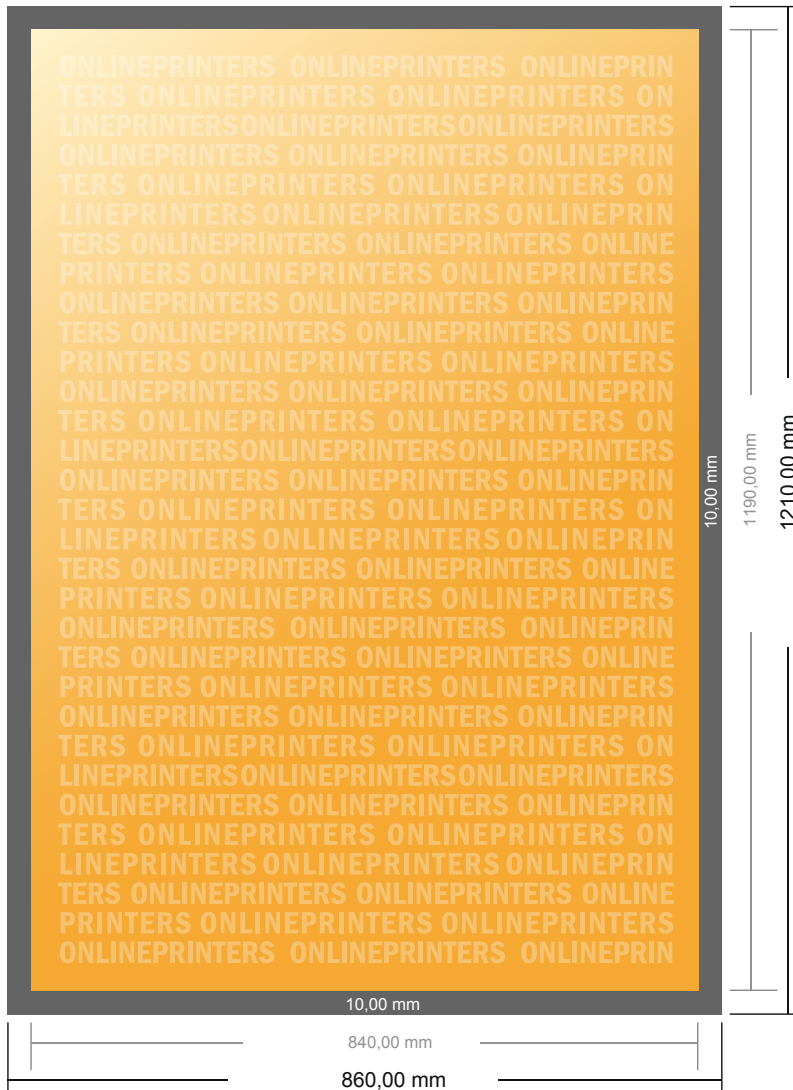 ONLINEPRINTERS ONLINEPRINTERS ONLINEPRIN
TERS ONLINEPRINTERS ONLINEPRINTERS ON
LINEPRINTERSONLINEPRINTERSONLINEPRINTERS
ONLINEPRINTERS ONLINEPRINTERS ONLINEPRIN
TERS ONLINEPRINTERS ONLINEPRINTERS ON
LINEPRINTERS ONLINEPRINTERS ONLINEPRIN
TERS ONLINEPRINTERS ONLINEPRINTERS ONLINE
PRINTERS ONLINEPRINTERS ONLINEPRINTERS
ONLINEPRINTERS ONLINEPRINTERS ONLINEPRIN
TERS ONLINEPRINTERS ONLINEPRINTERS ONLINE
PRINTERS ONLINEPRINTERS ONLINEPRINTERS
ONLINEPRINTERS ONLINEPRINTERS ONLINEPRIN
TERS ONLINEPRINTERS ONLINEPRINTERS ON
LINEPRINTERSONLINEPRINTERSONLINEPRINTERS
ONLINEPRINTERS ONLINEPRINTERS ONLINEPRIN
TERS ONLINEPRINTERS ONLINEPRINTERS ON
LINEPRINTERS ONLINEPRINTERS ONLINEPRIN
TERS ONLINEPRINTERS ONLINEPRINTERS ONLINE
PRINTERS ONLINEPRINTERS ONLINEPRINTERS
ONLINEPRINTERS ONLINEPRINTERS ONLINEPRIN
TERS ONLINEPRINTERS ONLINEPRINTERS ONLINE
PRINTERS ONLINEPRINTERS ONLINEPRINTERS
ONLINEPRINTERS ONLINEPRINTERS ONLINEPRIN
TERS ONLINEPRINTERS ONLINEPRINTERS ON
LINEPRINTERSONLINEPRINTERSONLINEPRINTERS
ONLINEPRINTERS ONLINEPRINTERS ONLINEPRIN
TERS ONLINEPRINTERS ONLINEPRINTERS ON
LINEPRINTERS ONLINEPRINTERS ONLINEPRIN
TERS ONLINEPRINTERS ONLINEPRINTERS ONLINE
PRINTERS ONLINEPRINTERS ONLINEPRINTERS
ONLINEPRINTERS ONLINEPRINTERS ONLINEPRIN
10,00 mm
1190,00 mm
1210,00 mm
10,00 mm
840,00 mm
860,00 mm